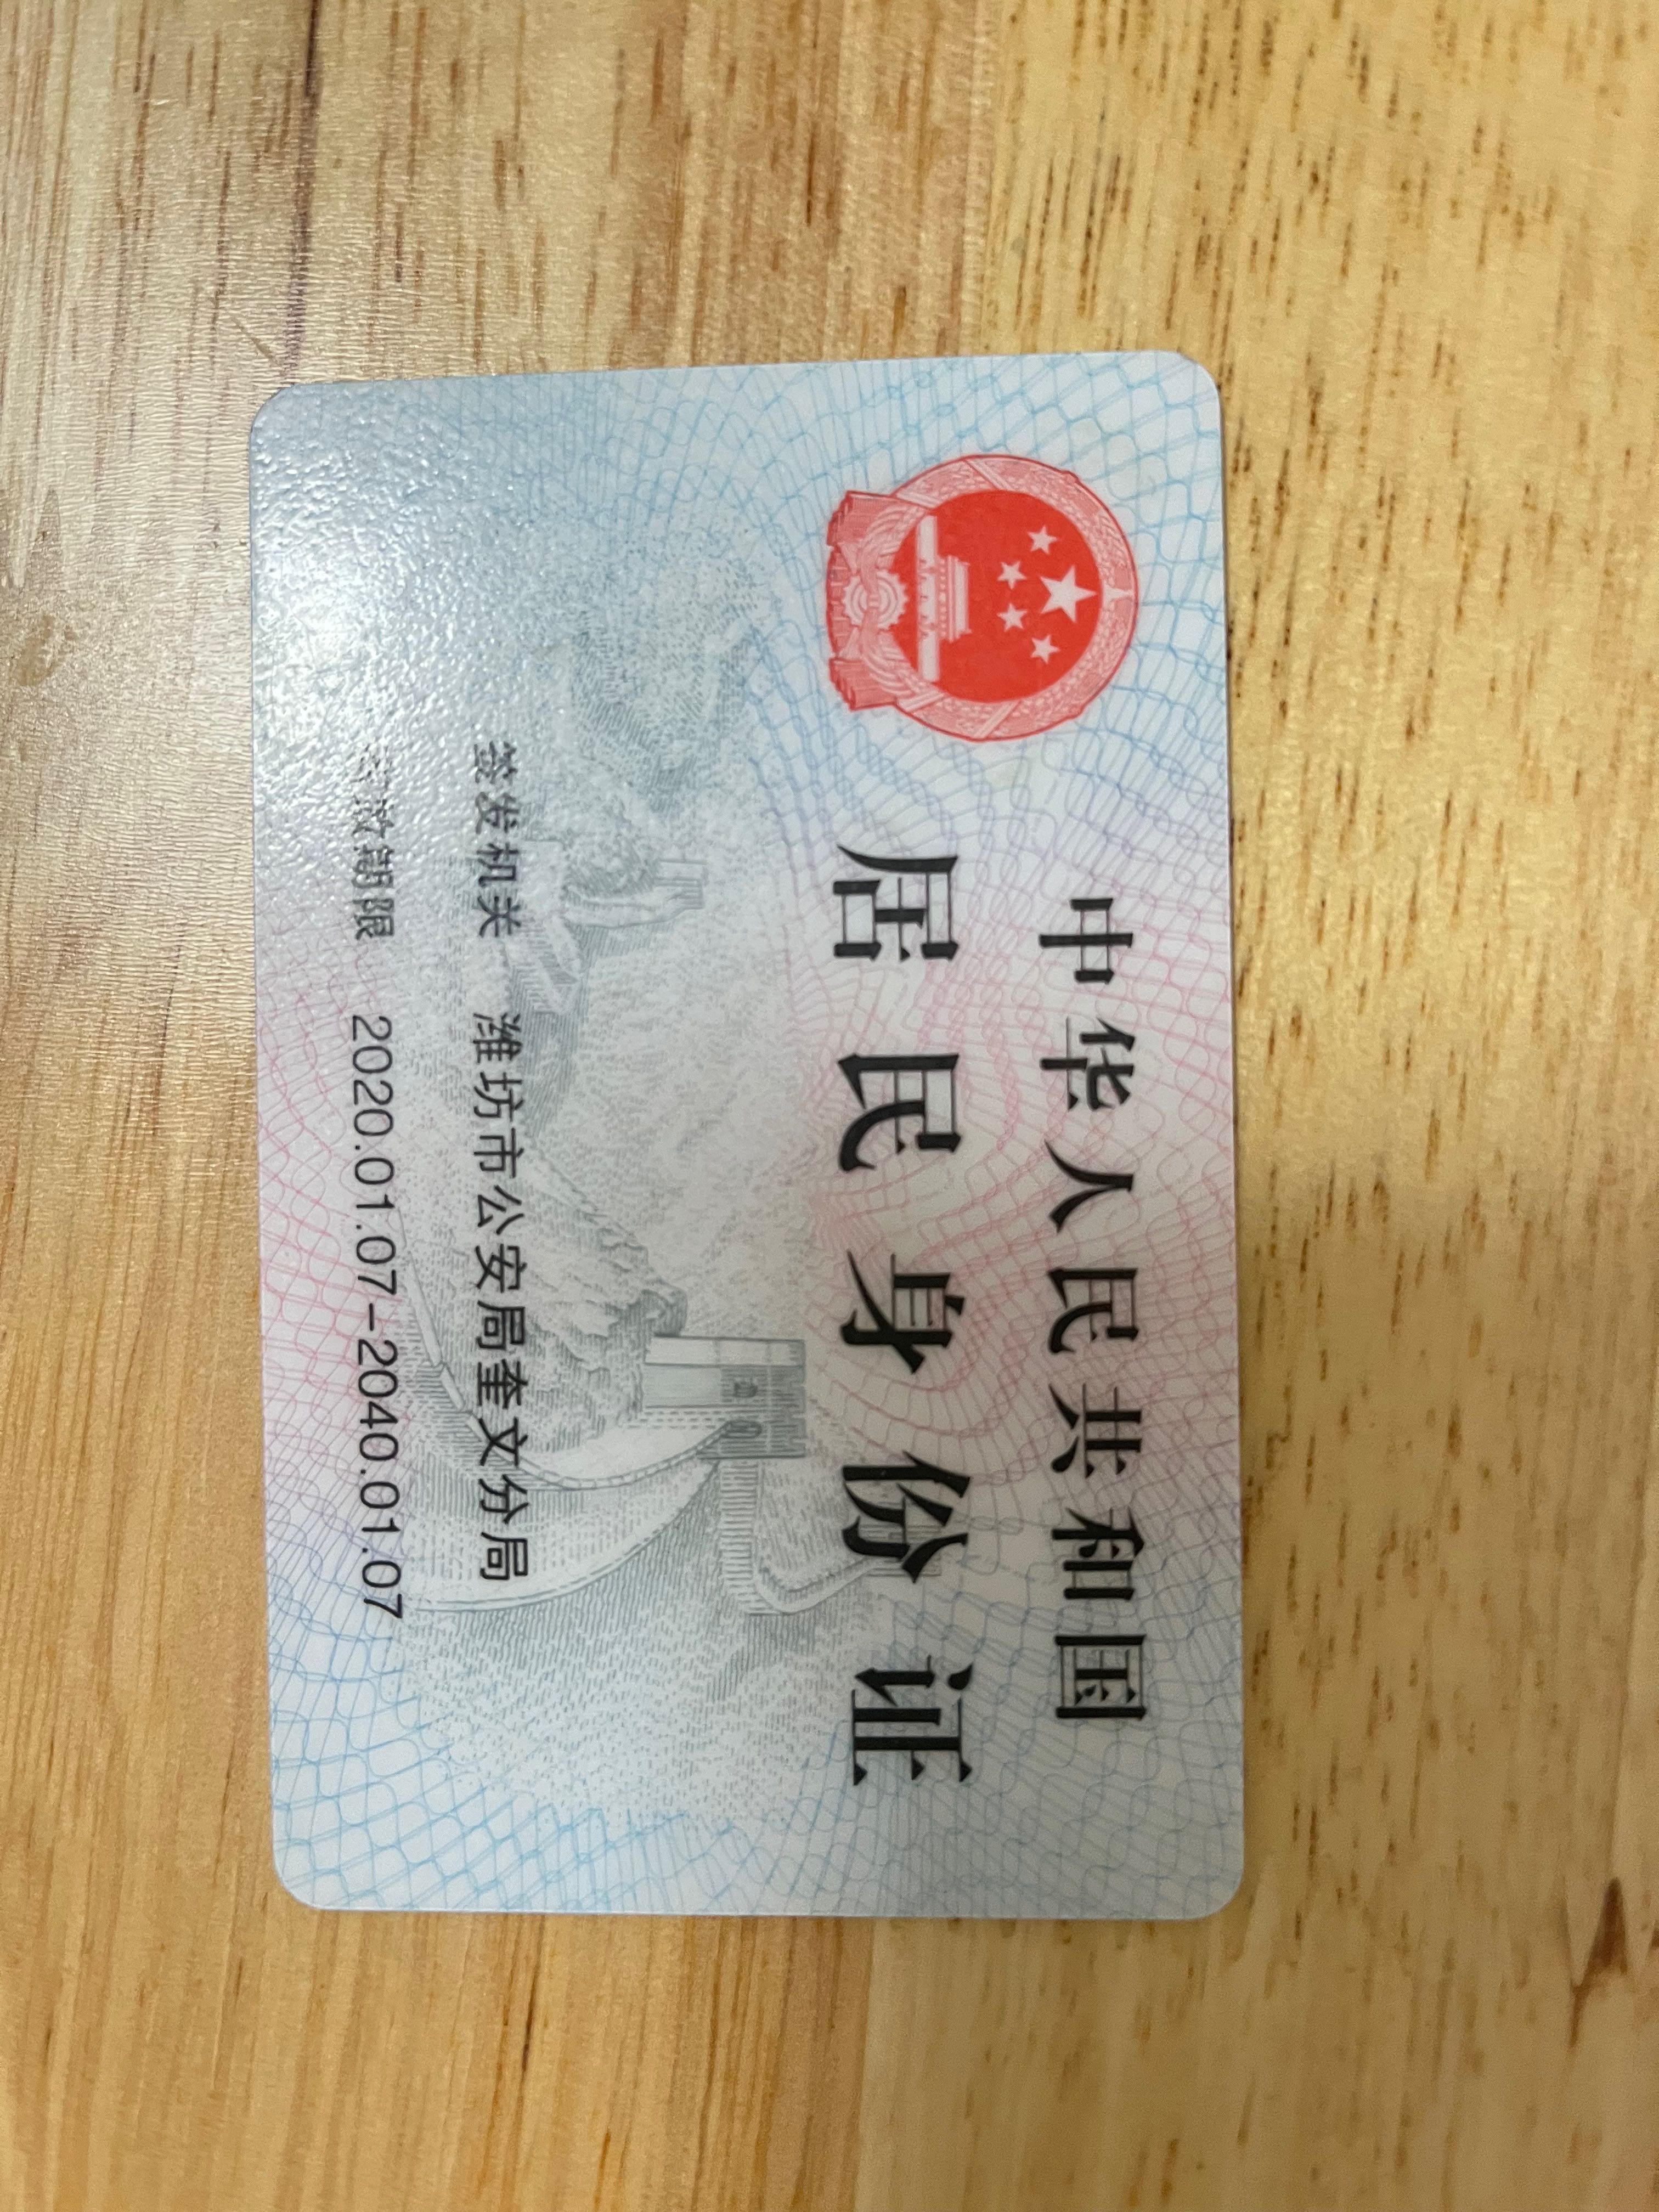 中华人民共和国
居民身份证
签发机关 潍坊市公安局奎文分局
有效期限 2020.01.07-2040.01.07